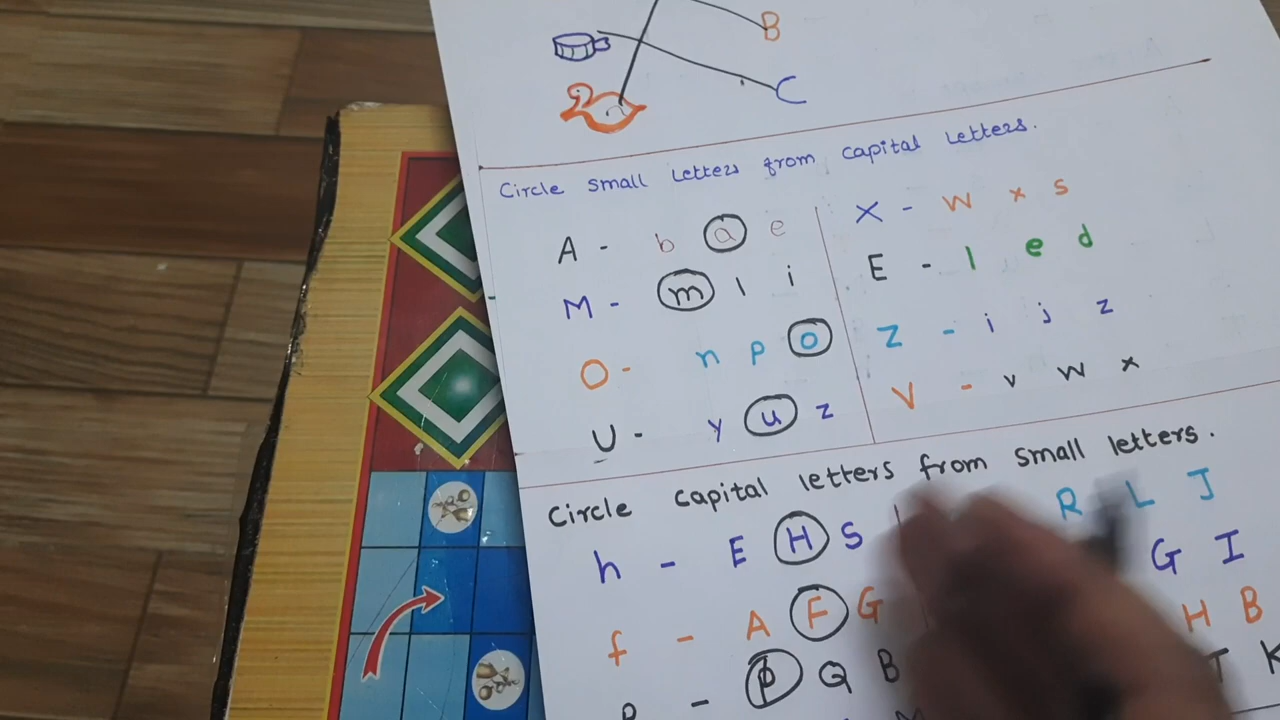 B
C
Circle small letters from capital letters.
A - b a e
M - m l i
O - n p o
U - y u z
X - w x s
E - l e d
Z - i j z
V - v w x
Circle capital letters from small letters.
h - E H S
f - A F G
p - P Q B
R L J
G I
H B
T K